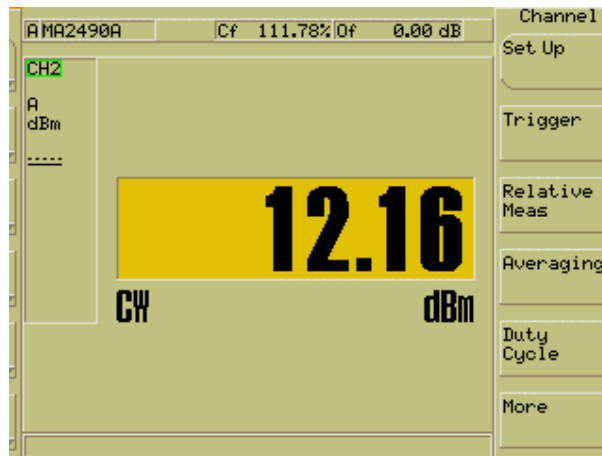 A MA2490A Cf 111.78% Of 0.00 dB
CH2
A
dBm
-----
12.16
CW dBm
Channel
Set Up
Trigger
Relative
Meas
Averaging
Duty
Cycle
More